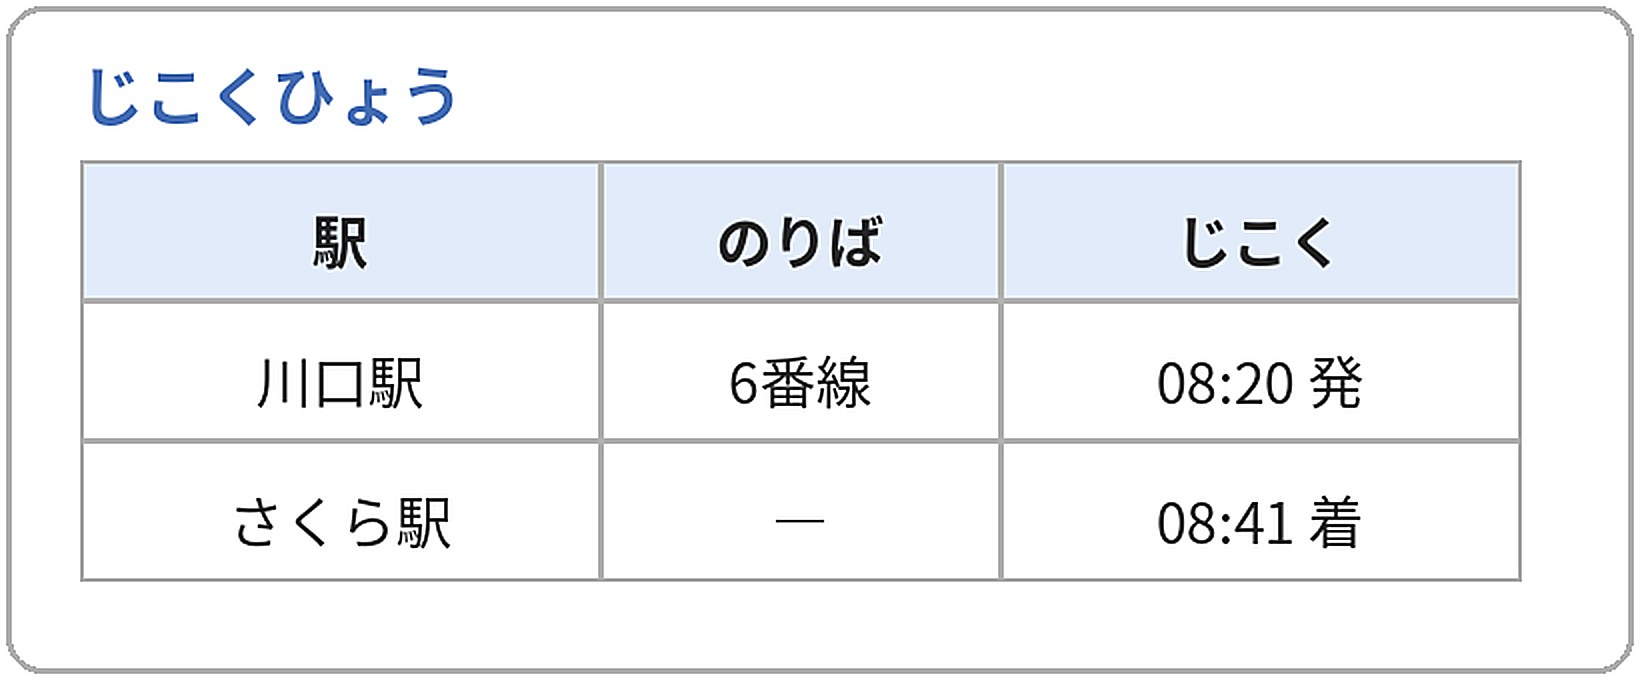 じこくひょう
駅 のりば じこく
川口駅 6番線 08:20 発
さくら駅 — 08:41 着